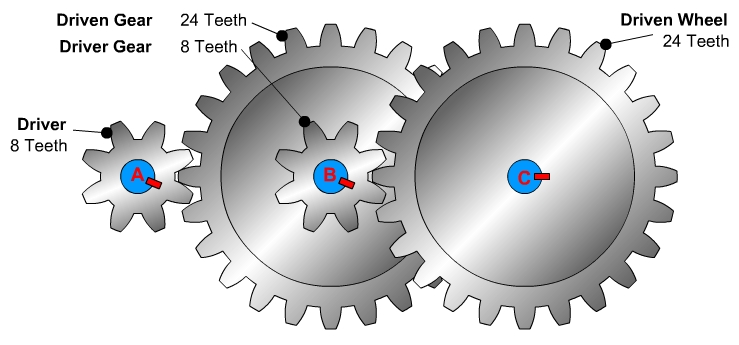 Driven Gear 24 Teeth
Driver Gear 8 Teeth
Driven Wheel
24 Teeth
Driver
8 Teeth
A
B
C